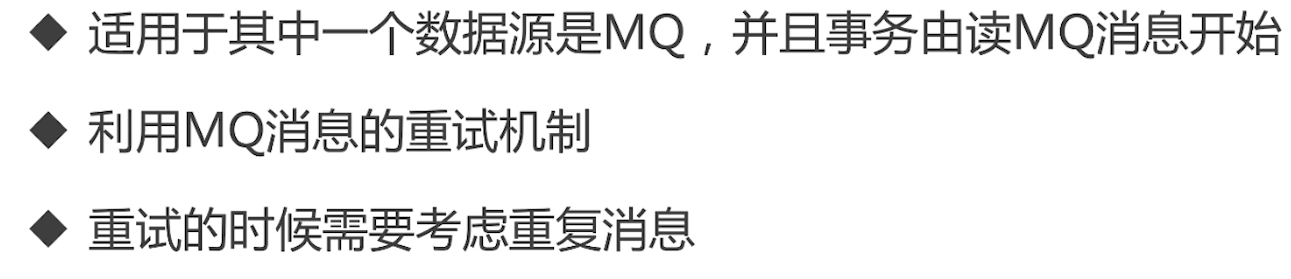 ◆ 适用于其中一个数据源是MQ，并且事务由读MQ消息开始
◆ 利用MQ消息的重试机制
◆ 重试的时候需要考虑重复消息